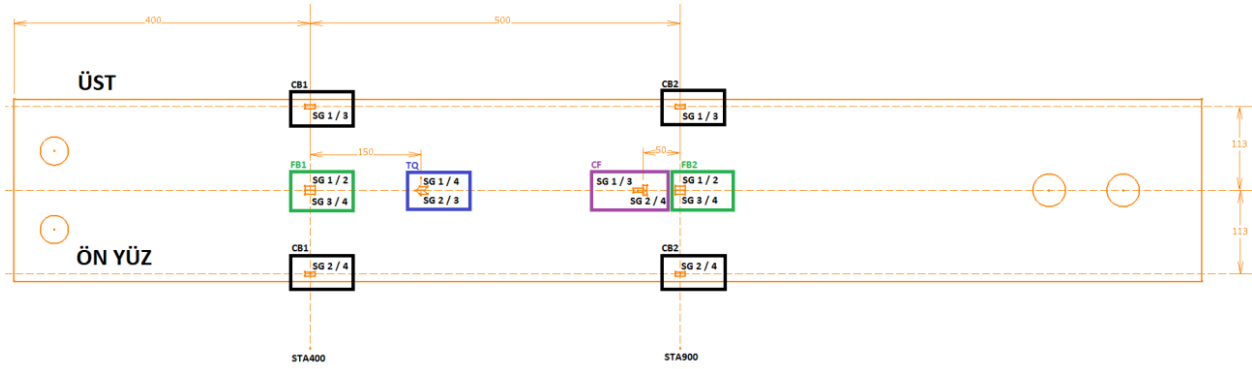 400
500
ÜST
CB1
SG 1 / 3
CB2
SG 1 / 3
113
150
50
FB1
SG 1 / 2
SG 3 / 4
TQ
SG 1 / 4
SG 2 / 3
CF
SG 1 / 3
SG 2 / 4
FB2
SG 1 / 2
SG 3 / 4
113
ÖN YÜZ
CB1
SG 2 / 4
CB2
SG 2 / 4
STA400
STA900